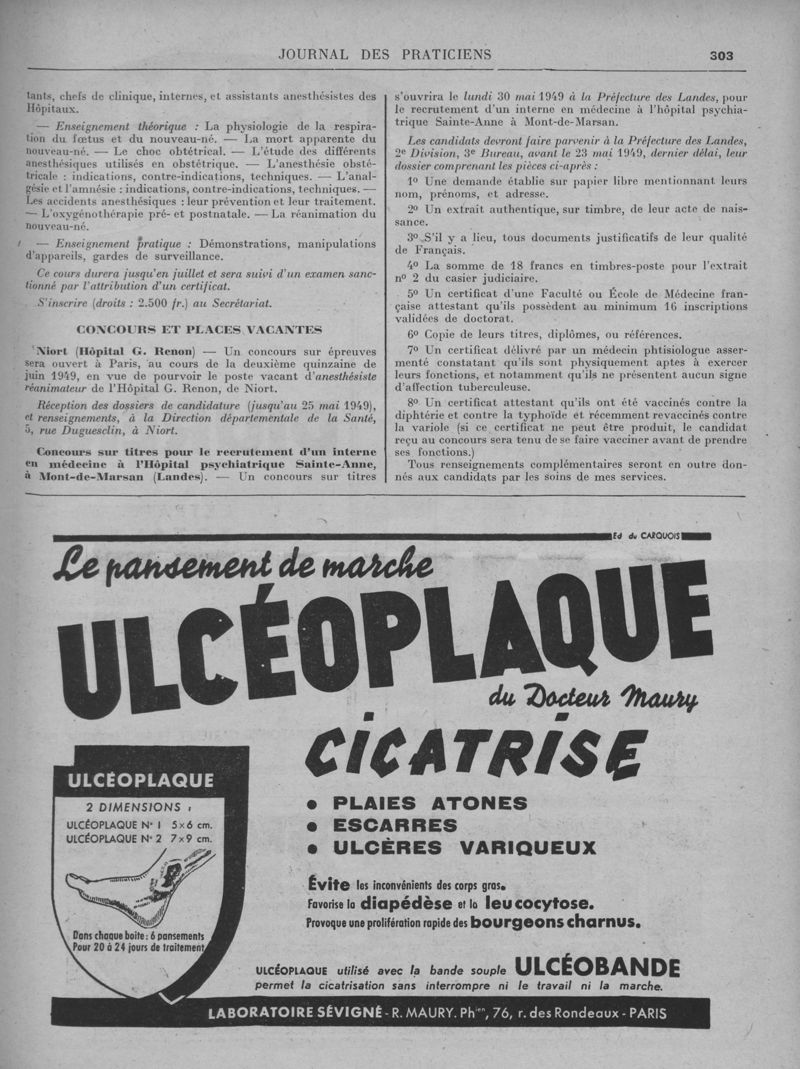 JOURNAL DES PRATICIENS 303
tants, chefs de clinique, internes, et assistants anesthésistes des
Hôpitaux.
— Enseignement théorique : La physiologie de la respira-
tion du fœtus et du nouveau-né. — La mort apparente du
nouveau-né. — Le choc obtétrical. — L'étude des différents
anesthésiques utilisés en obstétrique. — L'anesthésie obsté-
tricale : indications, contre-indications, techniques. — L'anal-
gésie et l'amnésie : indications, contre-indications, techniques. —
Les accidents anesthésiques : leur prévention et leur traitement.
— L'oxygénothérapie pré- et postnatale. — La réanimation du
nouveau-né.
— Enseignement pratique : Démonstrations, manipulations
d'appareils, gardes de surveillance.
Ce cours durera jusqu'en juillet et sera suivi d'un examen sanc-
tionné par l'attribution d'un certificat.
S'inscrire (droits : 2.500 fr.) au Secrétariat.
CONCOURS ET PLACES VACANTES
Niort (Hôpital G. Renon) — Un concours sur épreuves
sera ouvert à Paris, au cours de la deuxième quinzaine de
juin 1949, en vue de pourvoir le poste vacant d'anesthésiste
réanimateur de l'Hôpital G. Renon, de Niort.
Réception des dossiers de candidature (jusqu'au 25 mai 1949),
et renseignements, à la Direction départementale de la Santé,
5, rue Duguesclin, à Niort.
Concours sur titres pour le recrutement d'un interne
en médecine à l'Hôpital psychiatrique Sainte-Anne,
à Mont-de-Marsan (Landes). — Un concours sur titres
s'ouvrira le lundi 30 mai 1949 à la Préfecture des Landes, pour
le recrutement d'un interne en médecine à l'hôpital psychia-
trique Sainte-Anne à Mont-de-Marsan.
Les candidats devront faire parvenir à la Préfecture des Landes,
2e Division, 3e Bureau, avant le 23 mai 1949, dernier délai, leur
dossier comprenant les pièces ci-après :
1º Une demande établie sur papier libre mentionnant leurs
nom, prénoms, et adresse.
2º Un extrait authentique, sur timbre, de leur acte de nais-
sance.
3º S'il y a lieu, tous documents justificatifs de leur qualité
de Français.
4º La somme de 18 francs en timbres-poste pour l'extrait
nº 2 du casier judiciaire.
5º Un certificat d'une Faculté ou École de Médecine fran-
çaise attestant qu'ils possèdent au minimum 16 inscriptions
validées de doctorat.
6º Copie de leurs titres, diplômes, ou références.
7º Un certificat délivré par un médecin phtisiologue asser-
menté constatant qu'ils sont physiquement aptes à exercer
leurs fonctions, et notamment qu'ils ne présentent aucun signe
d'affection tuberculeuse.
8º Un certificat attestant qu'ils ont été vaccinés contre la
diphtérie et contre la typhoïde et récemment revaccinés contre
la variole (si ce certificat ne peut être produit, le candidat
reçu au concours sera tenu de se faire vacciner avant de prendre
ses fonctions.)
Tous renseignements complémentaires seront en outre don-
nés aux candidats par les soins de mes services.
Ed du CARQUOIS
Le pansement de marche
ULCÉOPLAQUE
du Docteur Maury
CICATRISE
• PLAIES ATONES
• ESCARRES
• ULCÈRES VARIQUEUX
ULCÉOPLAQUE
2 DIMENSIONS :
ULCÉOPLAQUE N° 1 5x6 cm.
ULCÉOPLAQUE N° 2 7x9 cm.
Dans chaque boite : 6 pansements
Pour 20 à 24 jours de traitement
Évite les inconvénients des corps gras.
Favorise la diapédèse et la leucocytose.
Provoque une prolifération rapide des bourgeons charnus.
ULCÉOPLAQUE utilisé avec la bande souple ULCÉOBANDE
permet la cicatrisation sans interrompre ni le travail ni la marche.
LABORATOIRE SÉVIGNÉ - R. MAURY. Phien, 76, r. des Rondeaux - PARIS